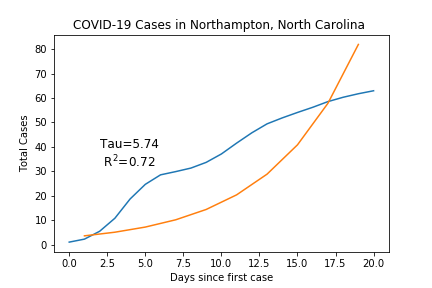 COVID-19 Cases in Northampton, North Carolina
Total Cases
80
70
60
50
40
30
20
10
0
Tau=5.74
R²=0.72
0.0 2.5 5.0 7.5 10.0 12.5 15.0 17.5 20.0
Days since first case